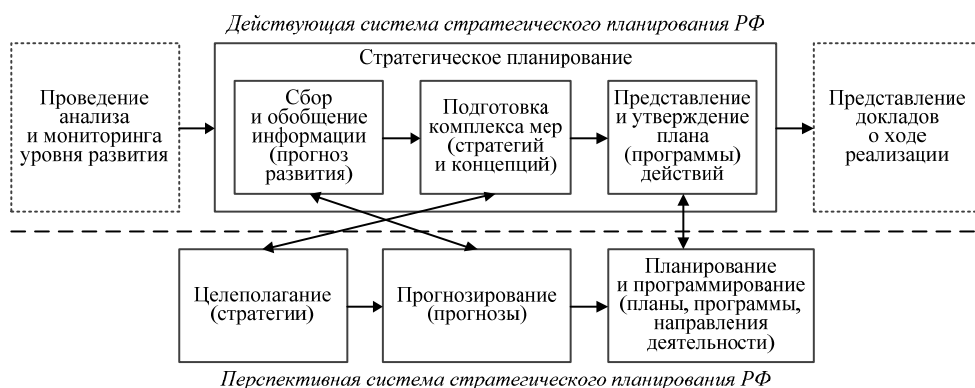 Действующая система стратегического планирования РФ
Стратегическое планирование
Проведение
анализа
и мониторинга
уровня развития
Сбор
и обобщение
информации
(прогноз
развития)
Подготовка
комплекса мер
(стратегий
и концепций)
Представление
и утверждение
плана
(программы)
действий
Представление
докладов
о ходе
реализации
Целеполагание
(стратегии)
Прогнозирование
(прогнозы)
Планирование
и программирование
(планы, программы,
направления
деятельности)
Перспективная система стратегического планирования РФ